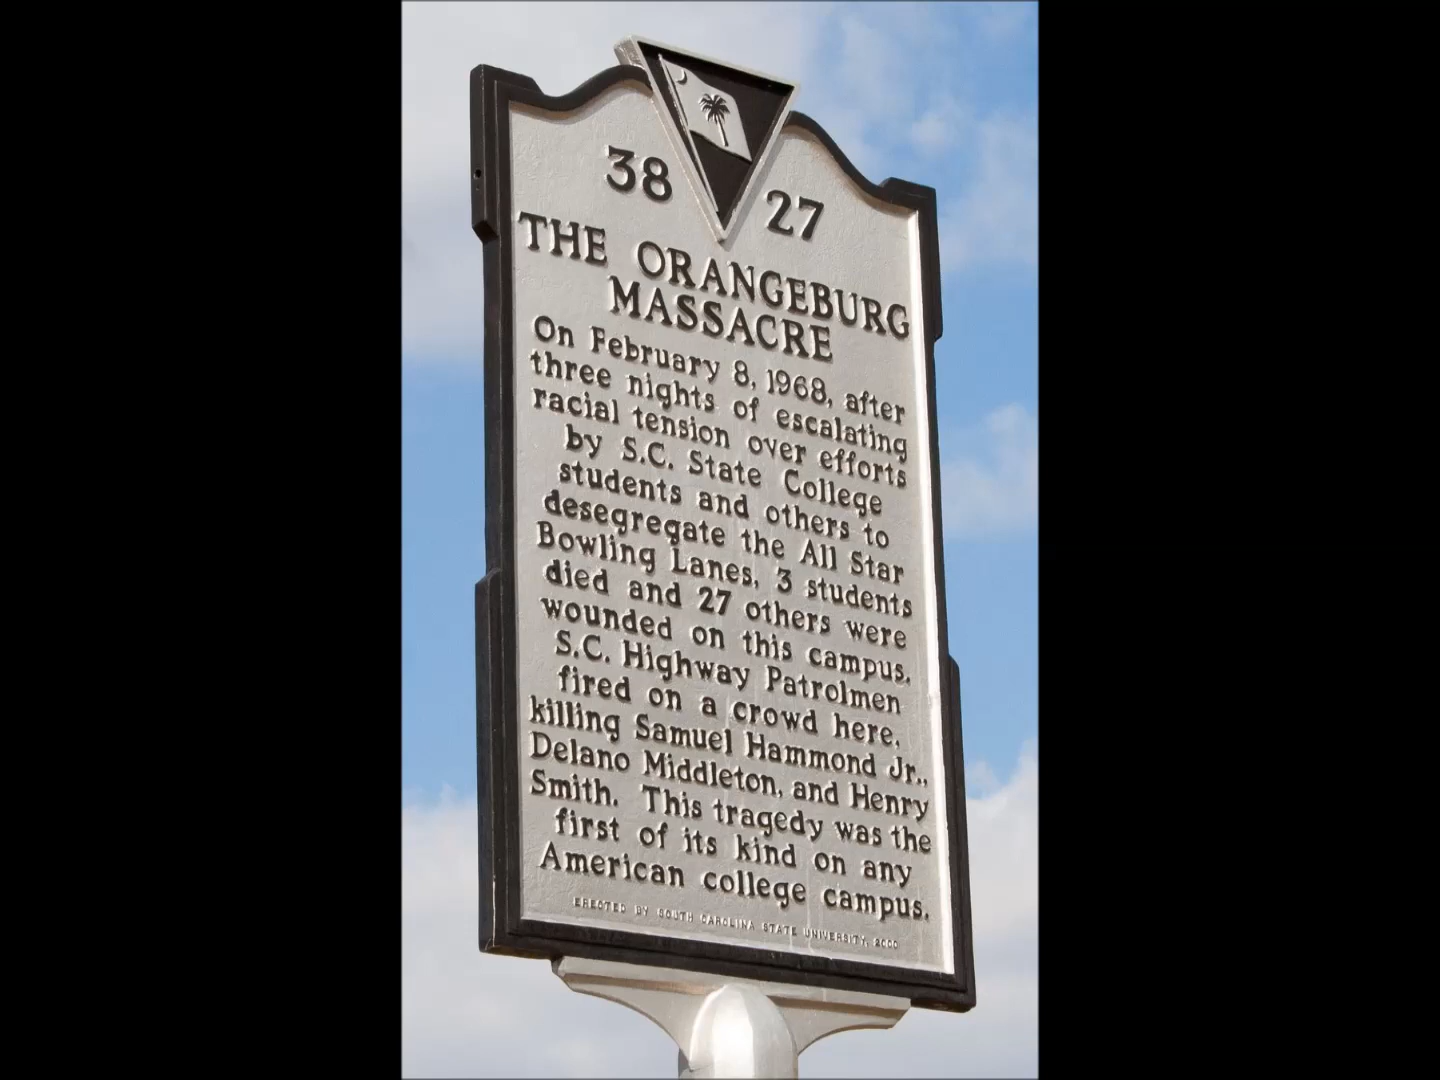 38 27
THE ORANGEBURG
MASSACRE
On February 8, 1968, after
three nights of escalating
racial tension over efforts
by S.C. State College
students and others to
desegregate the All Star
Bowling Lanes, 3 students
died and 27 others were
wounded on this campus.
S.C. Highway Patrolmen
fired on a crowd here,
killing Samuel Hammond Jr.,
Delano Middleton, and Henry
Smith. This tragedy was the
first of its kind on any
American college campus.
ERECTED BY SOUTH CAROLINA STATE UNIVERSITY, 2000